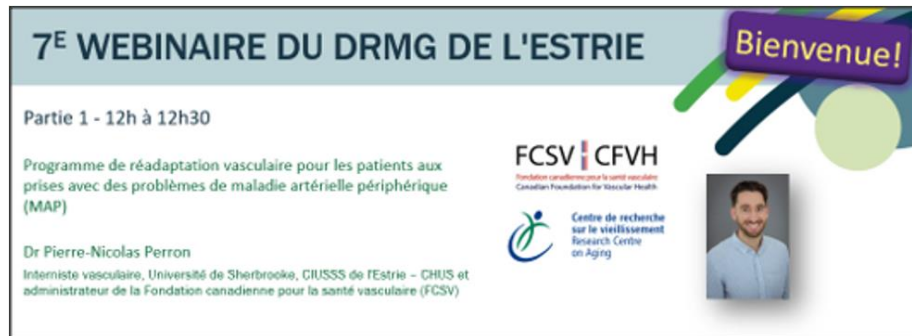 7E WEBINAIRE DU DRMG DE L'ESTRIE
Bienvenue!
Partie 1 - 12h à 12h30
Programme de réadaptation vasculaire pour les patients aux
prises avec des problèmes de maladie artérielle périphérique
(MAP)
Dr Pierre-Nicolas Perron
Interniste vasculaire, Université de Sherbrooke, CIUSSS de l'Estrie – CHUS et
administrateur de la Fondation canadienne pour la santé vasculaire (FCSV)
FCSV CFVH
Fondation canadienne pour la santé vasculaire
Canadian Foundation for Vascular Health
Centre de recherche
sur le vieillissement
Research Centre
on Aging